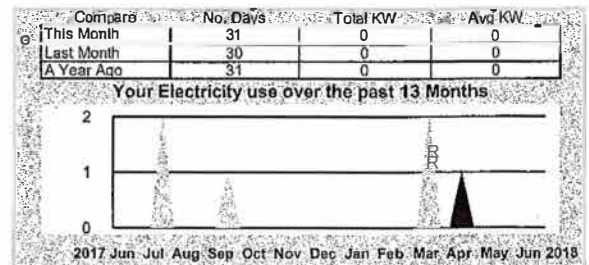 Compare No. Days Total KW Avg KW
This Month 31 0 0
Last Month 30 0 0
A Year Ago 31 0 0
Your Electricity use over the past 13 Months
2
R
R
1
0
2017 Jun Jul Aug Sep Oct Nov Dec Jan Feb Mar Apr May Jun 2018